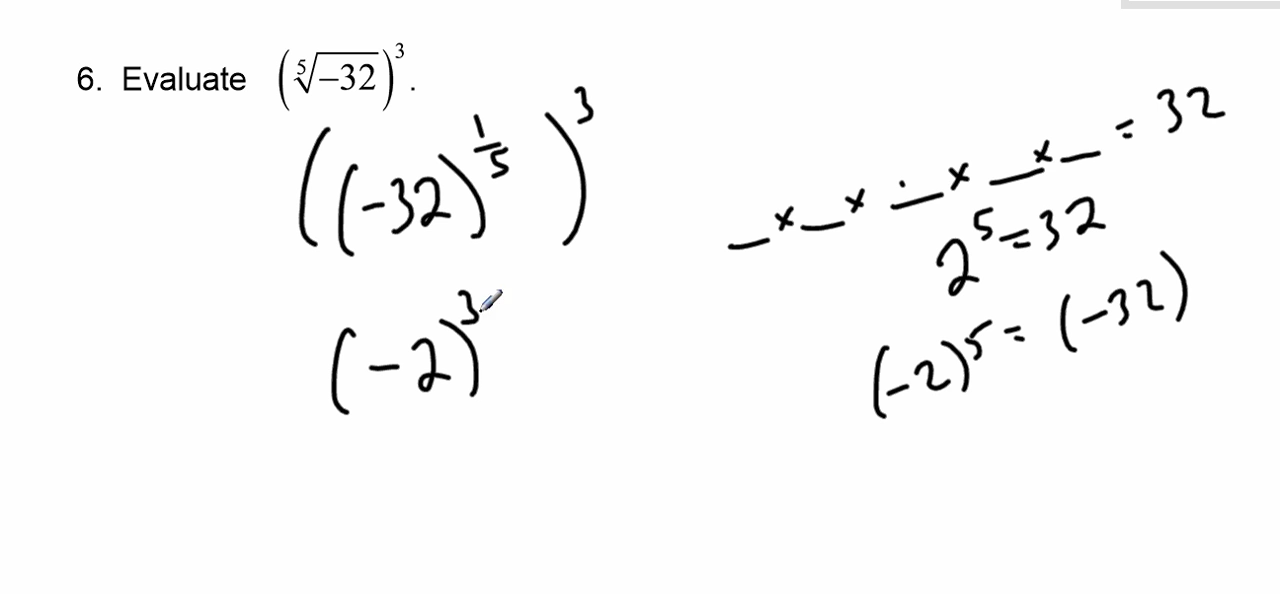 6. Evaluate (⁵√−32)³.
((-32)^(1/5))³
_×_×_×_×_ = 32
2⁵=32
(-2)³
(-2)⁵ = (-32)